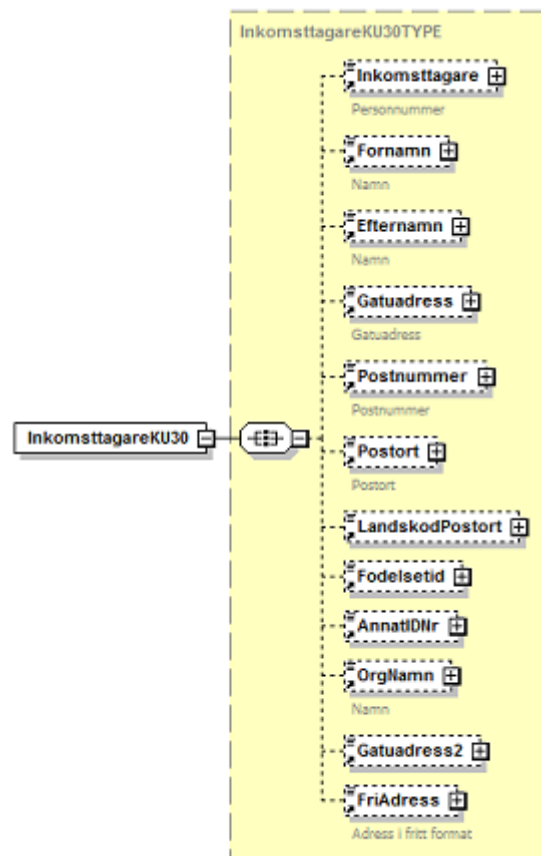 InkomsttagareKU30TYPE
Inkomsttagare
Personnummer
Fornamn
Namn
Efternamn
Namn
Gatuadress
Gatuadress
Postnummer
Postnummer
InkomsttagareKU30
Postort
Postort
LandskodPostort
Fodelsetid
AnnatIDNr
OrgNamn
Namn
Gatuadress2
FriAdress
Adress i fritt format